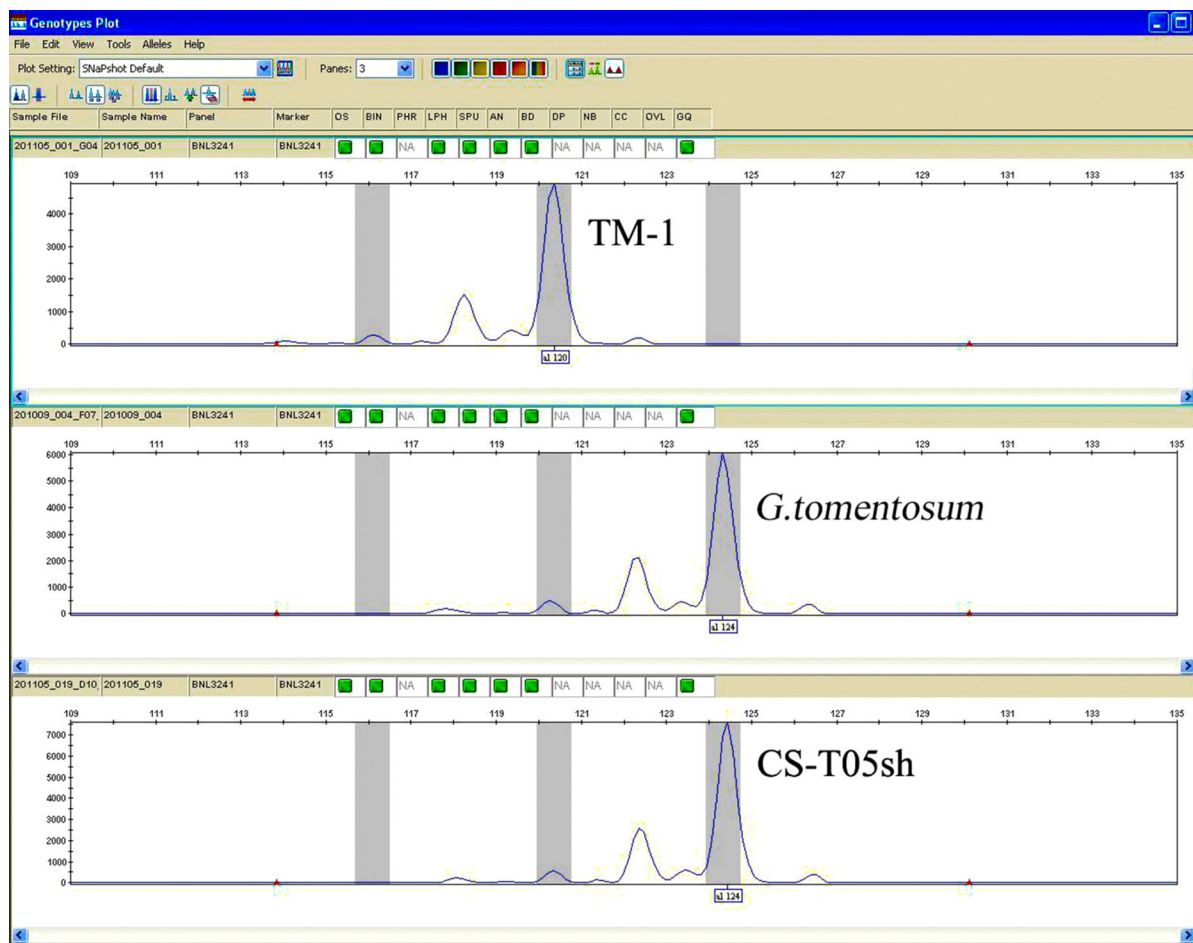 Genotypes Plot
File Edit View Tools Alleles Help
Plot Setting: SNaPshot Default Panes: 3
Sample File Sample Name Panel Marker OS BIN PHR LPH SPU AN BD DP NB CC OVL GQ
201105_001_G04 201105_001 BNL3241 BNL3241 NA NA NA NA NA
109 111 113 115 117 119 121 123 125 127 129 131 133 135
4000
3000
2000
1000
0
TM-1
al 120
201009_004_F07_ 201009_004 BNL3241 BNL3241 NA NA NA NA NA
109 111 113 115 117 119 121 123 125 127 129 131 133 135
6000
5000
4000
3000
2000
1000
0
G.tomentosum
al 124
201105_019_D10_ 201105_019 BNL3241 BNL3241 NA NA NA NA NA
109 111 113 115 117 119 121 123 125 127 129 131 133 135
7000
6000
5000
4000
3000
2000
1000
0
CS-T05sh
al 124